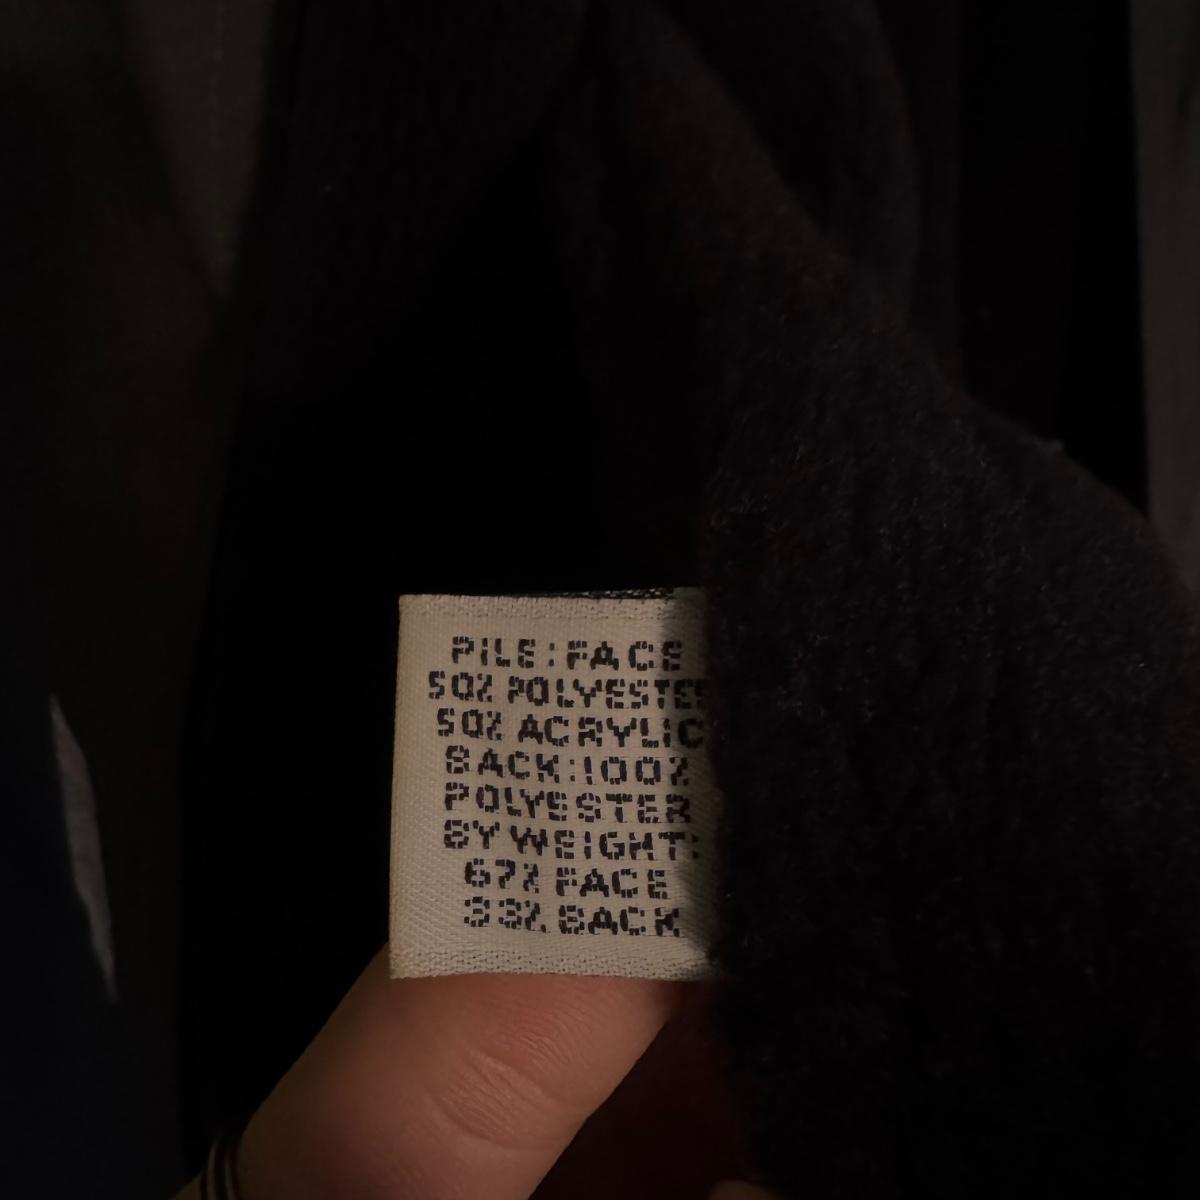 PILE: FACE
50% POLYESTER
50% ACRYLIC
BACK: 100%
POLYESTER
BY WEIGHT:
67% FACE
33% BACK